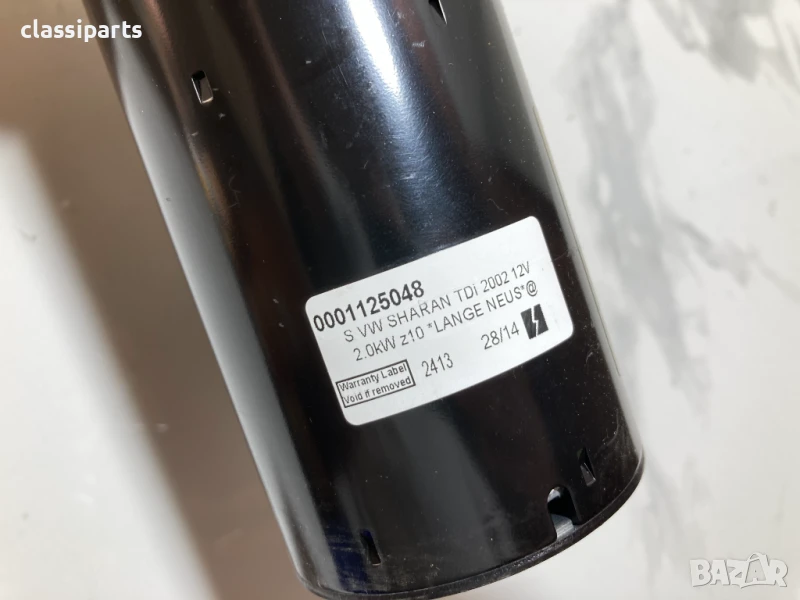 classiparts
0001125048
S VW SHARAN TDi 2002 12V
2.0kW z10 *LANGE NEUS*@
Warranty Label
Void if removed
2413
28/14
BAZAR